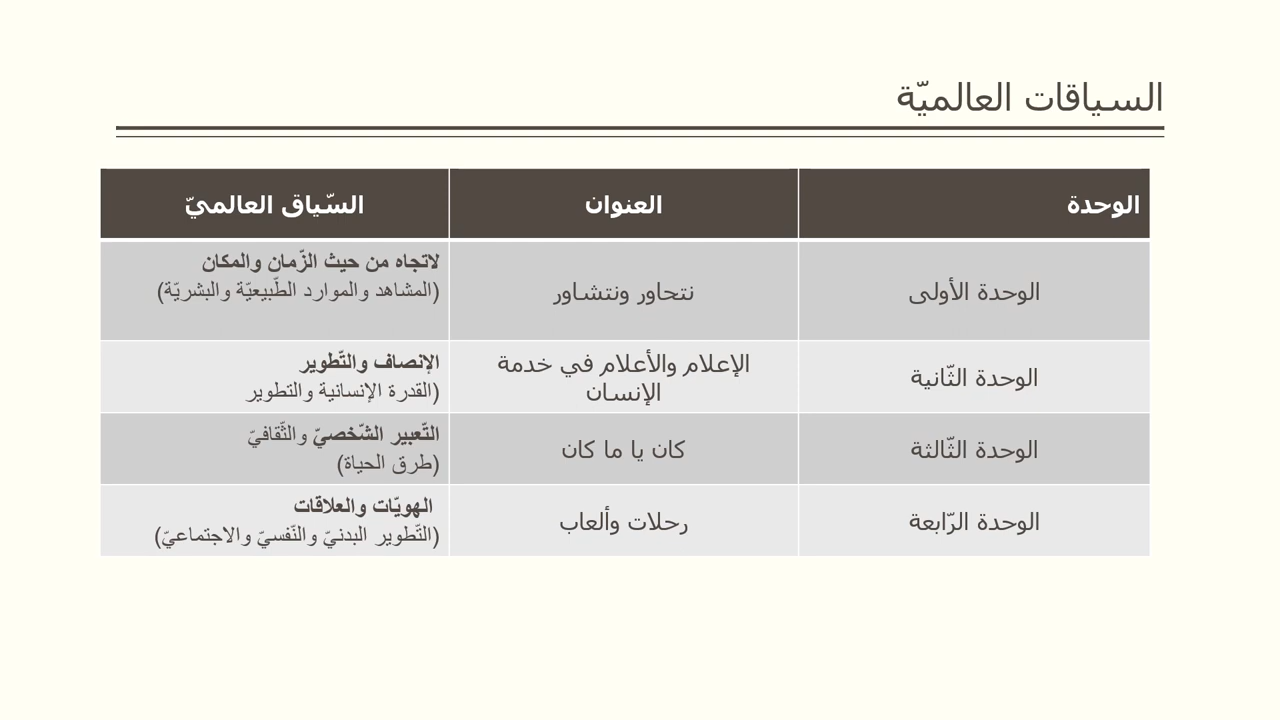 السياقات العالميّة
الوحدة
العنوان
السّياق العالميّ
الوحدة الأولى
نتحاور ونتشاور
لاتجاه من حيث الزّمان والمكان
(المشاهد والموارد الطّبيعيّة والبشريّة)
الوحدة الثّانية
الإعلام والأعلام في خدمة
الإنسان
الإنصاف والتّطوير
(القدرة الإنسانية والتطوير
الوحدة الثّالثة
كان يا ما كان
التّعبير الشّخصيّ والثّقافيّ
(طرق الحياة)
الوحدة الرّابعة
رحلات وألعاب
الهويّات والعلاقات
(التّطوير البدنيّ والنّفسيّ والاجتماعيّ)